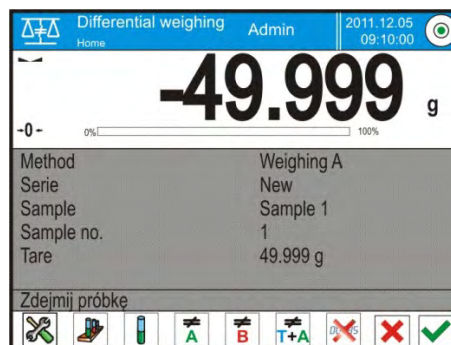 Differential weighing Admin 2011.12.05
Home 09:10:00
-49.999 g
→0← 0% 100%
Method Weighing A
Serie New
Sample Sample 1
Sample no. 1
Tare 49.999 g
Zdejmij próbkę
≠ ≠ ≠
A B T+A